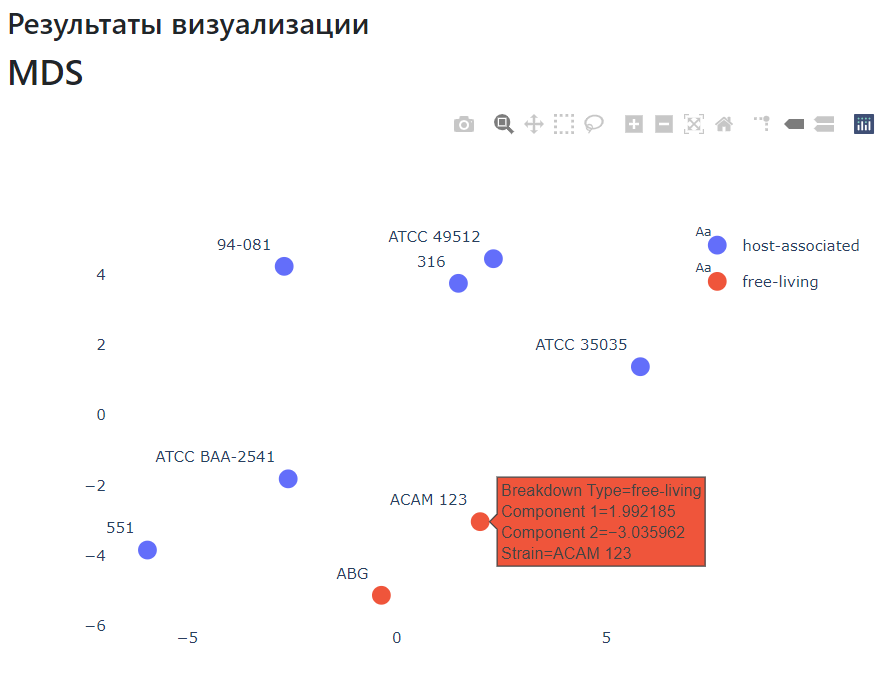 Результаты визуализации
MDS
94-081
ATCC 49512
316
Aa
host-associated
Aa
free-living
4
2
ATCC 35035
0
ATCC BAA-2541
−2
ACAM 123
Breakdown Type=free-living
Component 1=1.992185
Component 2=−3.035962
Strain=ACAM 123
551
−4
ABG
−6
−5
0
5